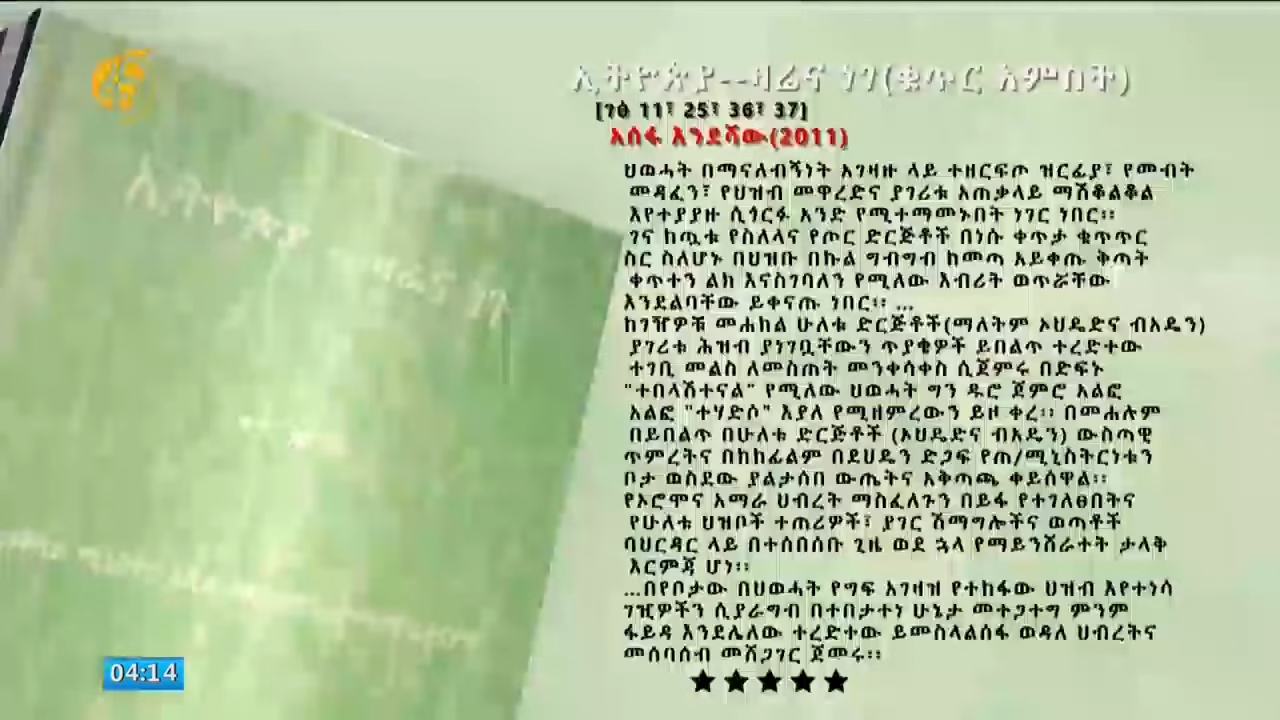 ኢትዮጵያ--ዛሬና ነገ(ቁጥር አምስት)
[ገፅ 11፣ 25፣ 36፣ 37]
አሰፋ እንደሻው(2011)
ህወሓት በማናለብኝነት አገዛዙ ላይ ተዘርፍጦ ዝርፊያ፣ የመብት
መዳፈን፣ የህዝብ መዋረድና ያገሪቱ አጠቃላይ ማሽቆልቆል
እየተያያዙ ሲጎርፉ አንድ የሚተማመኑበት ነገር ነበር፡፡
ገና ከጧቱ የስለላና የጦር ድርጅቶች በነሱ ቀጥታ ቁጥጥር
ስር ስለሆኑ በህዝቡ በኩል ግብግብ ከመጣ አይቀጡ ቅጣት
ቀጥተን ልክ እናስገባለን የሚለው እብሪት ወጥሯቸው
እንደልባቸው ይቀናጡ ነበር፡፡ ...
ከገዥዎቹ መሐከል ሁለቱ ድርጅቶች(ማለትም ኦህዴድና ብአዴን)
ያገሪቱ ሕዝብ ያነገቧቸውን ጥያቄዎች ይበልጥ ተረድተው
ተገቢ መልስ ለመስጠት መንቀሳቀስ ሲጀምሩ በድፍኑ
"ተበላሽተናል" የሚለው ህወሓት ግን ዱሮ ጀምሮ አልፎ
አልፎ "ተሃድሶ" እያለ የሚዘምረውን ይዞ ቀረ፡፡ በመሐሉም
በይበልጥ በሁለቱ ድርጅቶች (ኦህዴድና ብአዴን) ውስጣዊ
ጥምረትና በከከፊልም በደህዴን ድጋፍ የጠ/ሚኒስትርነቱን
ቦታ ወስደው ያልታሰበ ውጤትና አቅጣጫ ቀይሰዋል፡፡
የኦሮሞና አማራ ህብረት ማስፈለጉን በይፋ የተገለፀበትና
የሁለቱ ህዝቦች ተጠሪዎች፣ ያገር ሽማግሎችና ወጣቶች
ባህርዳር ላይ በተሰበሰቡ ጊዜ ወደ ኋላ የማይንሸራተት ታላቅ
እርምጃ ሆነ፡፡
...በየቦታው በህወሓት የግፍ አገዛዝ የተከፋው ህዝብ እየተነሳ
ገዢዎችን ሲያራግብ በተበታተነ ሁኔታ መተጋተግ ምንም
ፋይዳ እንደሌለው ተረድተው ይመስላልሰፋ ወዳለ ህብረትና
መሰባሰብ መሸጋገር ጀመሩ፡፡
ኢትዮጵያ ዛሬና ነገ
04:14